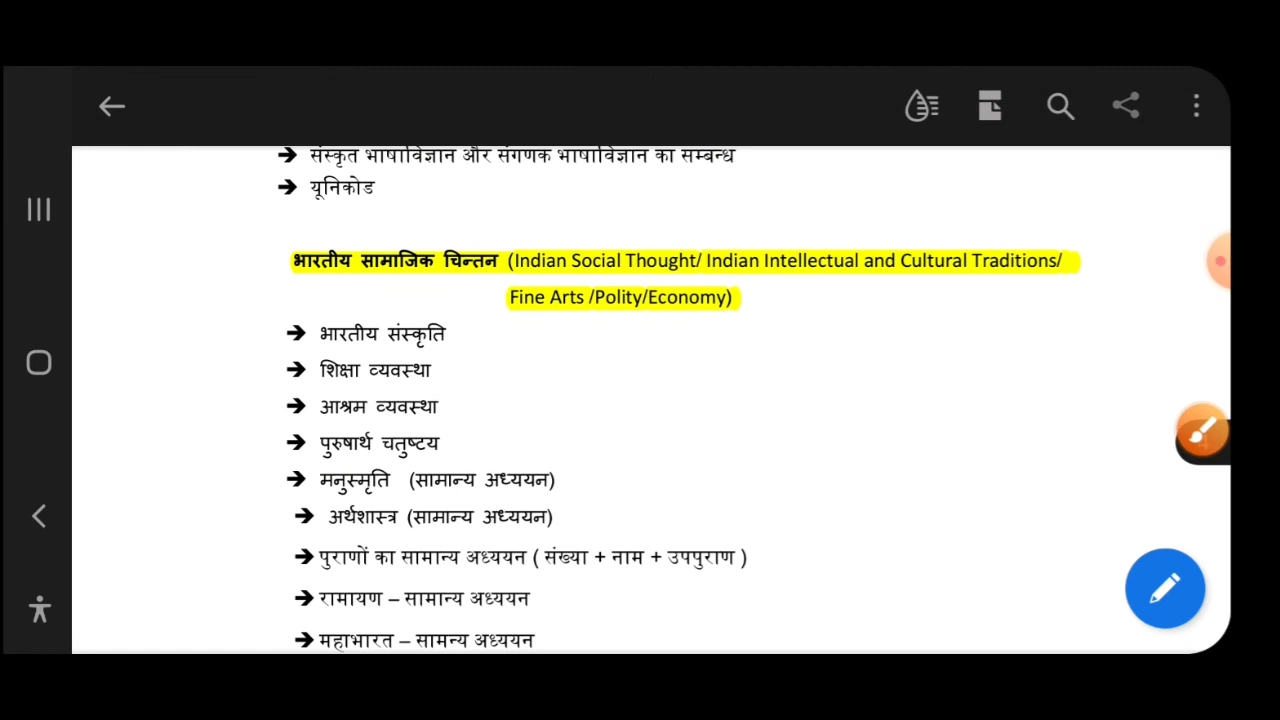 ➔ संस्कृत भाषाविज्ञान और संगणक भाषाविज्ञान का सम्बन्ध
➔ यूनिकोड
भारतीय सामाजिक चिन्तन (Indian Social Thought/ Indian Intellectual and Cultural Traditions/
Fine Arts /Polity/Economy)
➔ भारतीय संस्कृति
➔ शिक्षा व्यवस्था
➔ आश्रम व्यवस्था
➔ पुरुषार्थ चतुष्टय
➔ मनुस्मृति (सामान्य अध्ययन)
➔ अर्थशास्त्र (सामान्य अध्ययन)
➔ पुराणों का सामान्य अध्ययन ( संख्या + नाम + उपपुराण )
➔ रामायण – सामान्य अध्ययन
➔ महाभारत – सामन्य अध्ययन